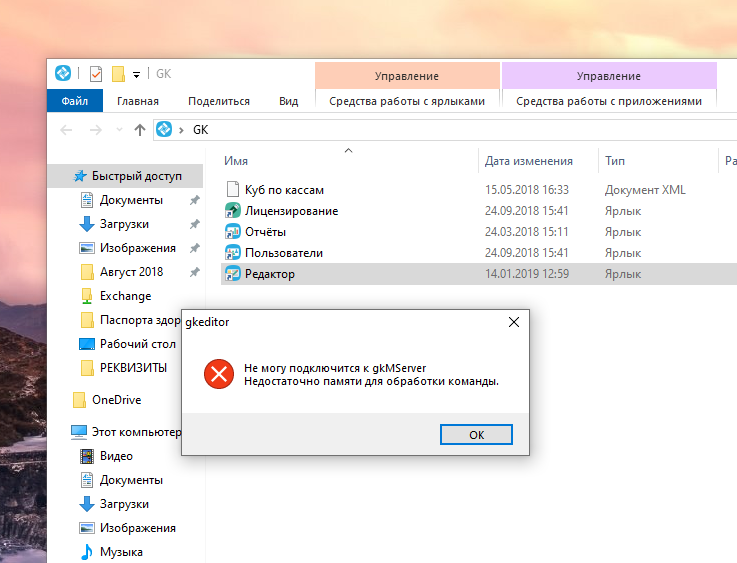 GK
Управление
Управление
Файл
Главная
Поделиться
Вид
Средства работы с ярлыками
Средства работы с приложениями
GK
Быстрый доступ
Документы
Загрузки
Изображения
Август 2018
Exchange
Паспорта здор
Рабочий стол
РЕКВИЗИТЫ
OneDrive
Этот компьютер
Видео
Документы
Загрузки
Изображения
Музыка
Имя
Дата изменения
Тип
Ра
Куб по кассам
15.05.2018 16:33
Документ XML
Лицензирование
24.09.2018 15:41
Ярлык
Отчёты
24.03.2018 15:11
Ярлык
Пользователи
24.09.2018 15:41
Ярлык
Редактор
14.01.2019 12:59
Ярлык
gkeditor
Не могу подключится к gkMServer
Недостаточно памяти для обработки команды.
OK